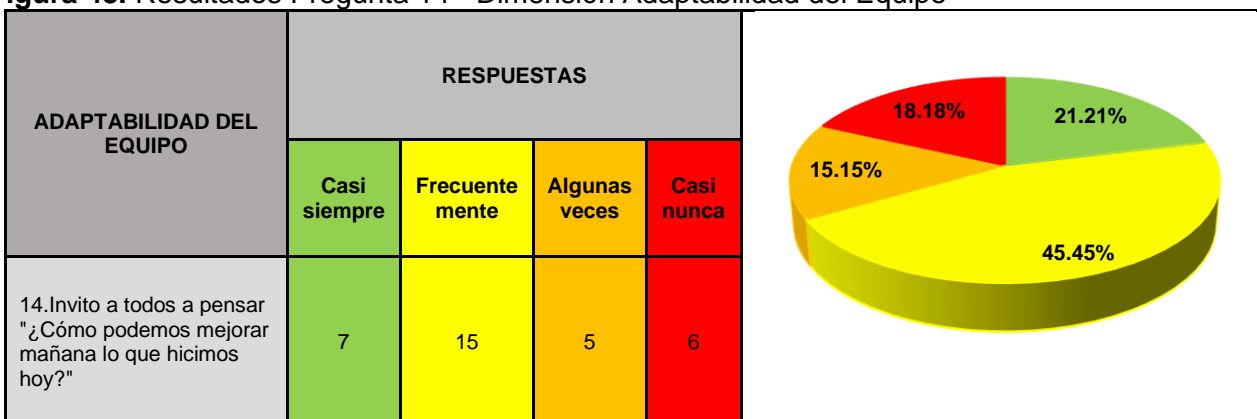 igura 43. Resultados Pregunta 14 - Dimensión Adaptabilidad del Equipo
ADAPTABILIDAD DEL
EQUIPO
RESPUESTAS
Casi
siempre
Frecuente
mente
Algunas
veces
Casi
nunca
14.Invito a todos a pensar
"¿Cómo podemos mejorar
mañana lo que hicimos
hoy?"
7
15
5
6
18.18%
21.21%
15.15%
45.45%